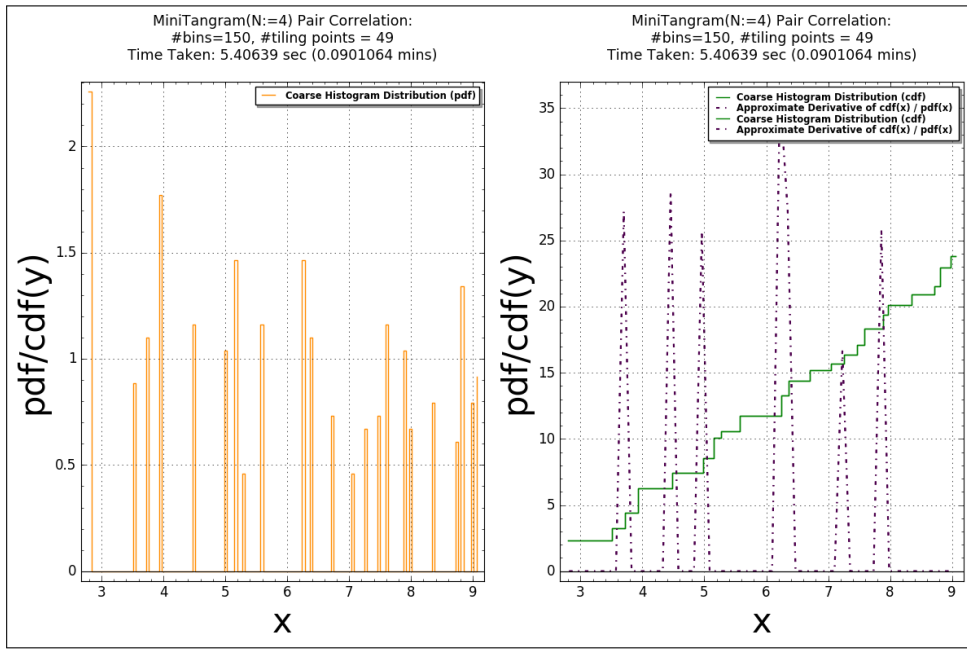 MiniTangram(N:=4) Pair Correlation:
#bins=150, #tiling points = 49
Time Taken: 5.40639 sec (0.0901064 mins)
Coarse Histogram Distribution (pdf)
pdf/cdf(y)
2
1.5
1
0.5
0
3
4
5
6
7
8
9
x
MiniTangram(N:=4) Pair Correlation:
#bins=150, #tiling points = 49
Time Taken: 5.40639 sec (0.0901064 mins)
Coarse Histogram Distribution (cdf)
Approximate Derivative of cdf(x) / pdf(x)
Coarse Histogram Distribution (cdf)
Approximate Derivative of cdf(x) / pdf(x)
pdf/cdf(y)
35
30
25
20
15
10
5
0
3
4
5
6
7
8
9
x